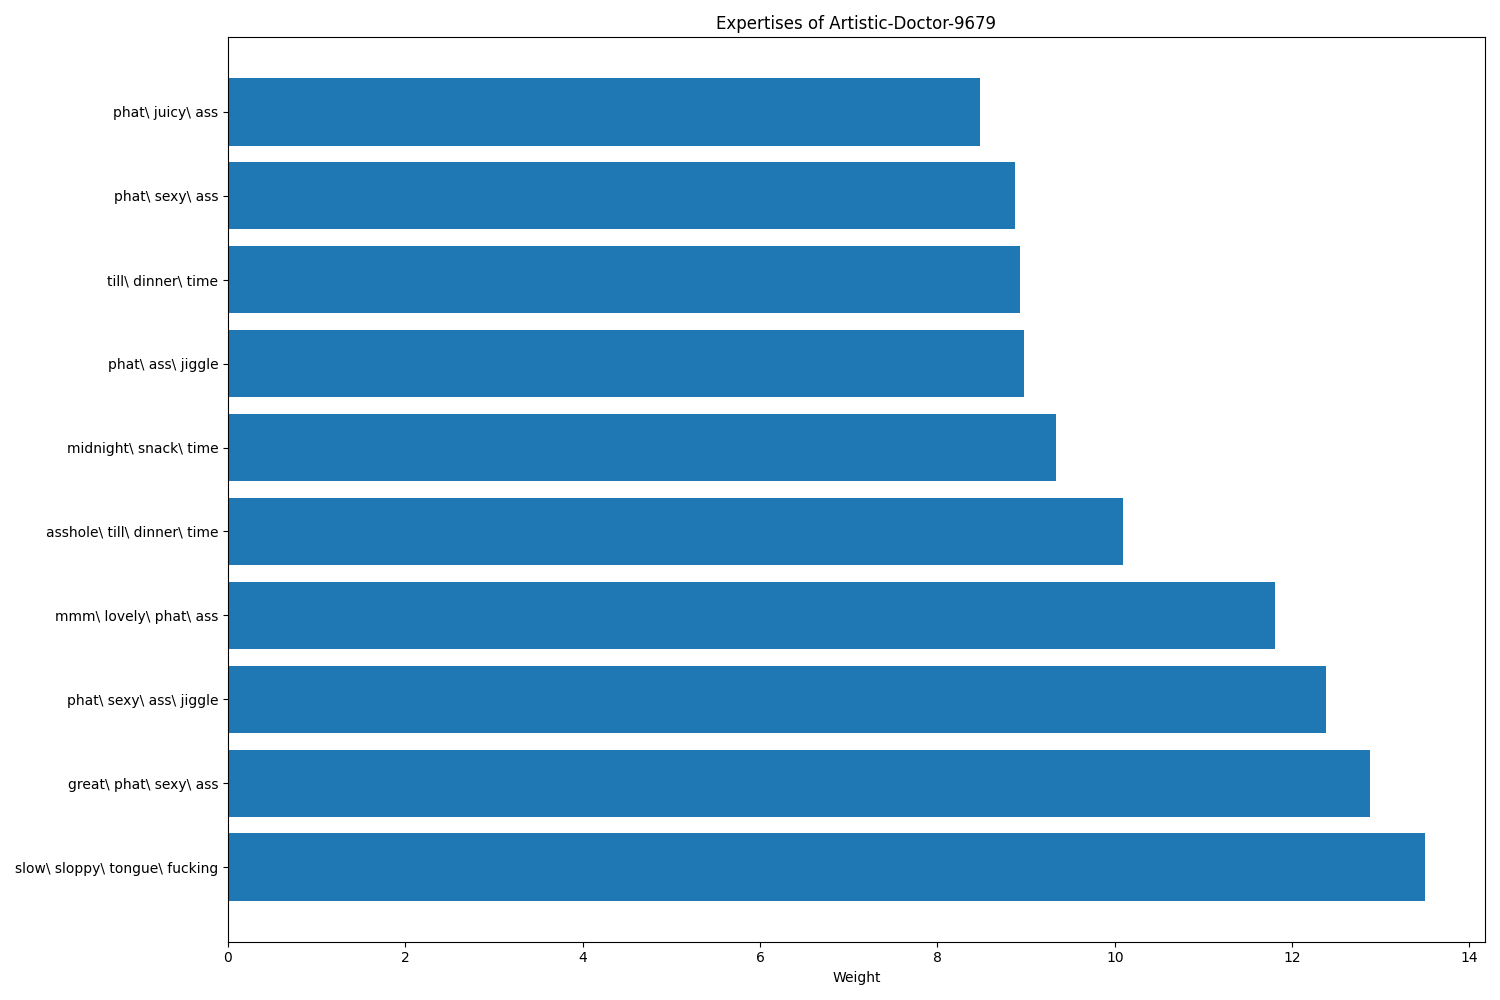 Expertises of Artistic-Doctor-9679
phat\ juicy\ ass
phat\ sexy\ ass
till\ dinner\ time
phat\ ass\ jiggle
midnight\ snack\ time
asshole\ till\ dinner\ time
mmm\ lovely\ phat\ ass
phat\ sexy\ ass\ jiggle
great\ phat\ sexy\ ass
slow\ sloppy\ tongue\ fucking
0 2 4 6 8 10 12 14
Weight